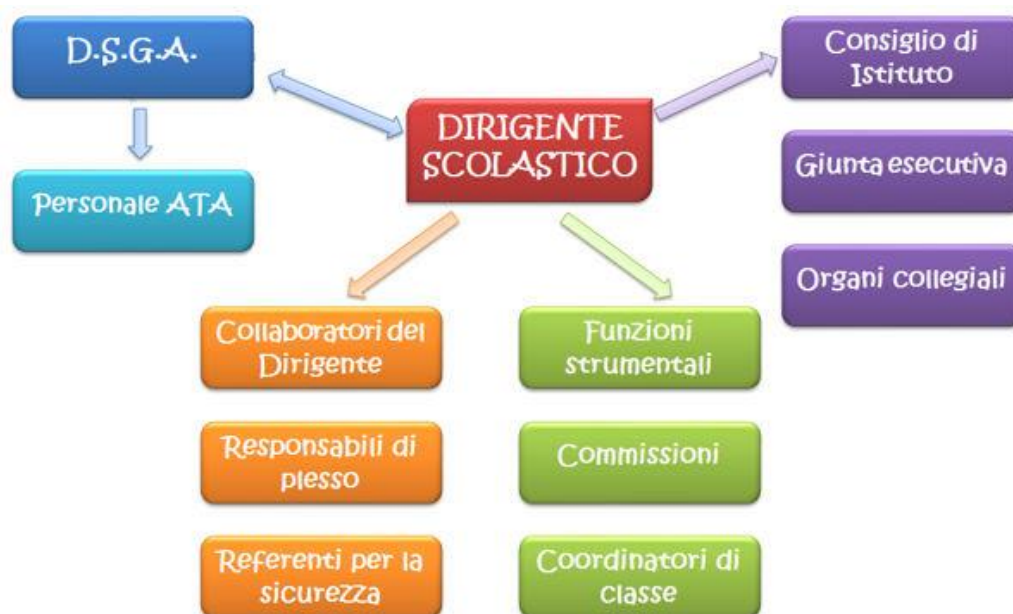 D.S.G.A.
Personale ATA
DIRIGENTE
SCOLASTICO
Consiglio di
Istituto
Giunta esecutiva
Organi collegiali
Collaboratori del
Dirigente
Responsabili di
plesso
Referenti per la
sicurezza
Funzioni
strumentali
Commissioni
Coordinatori di
classe